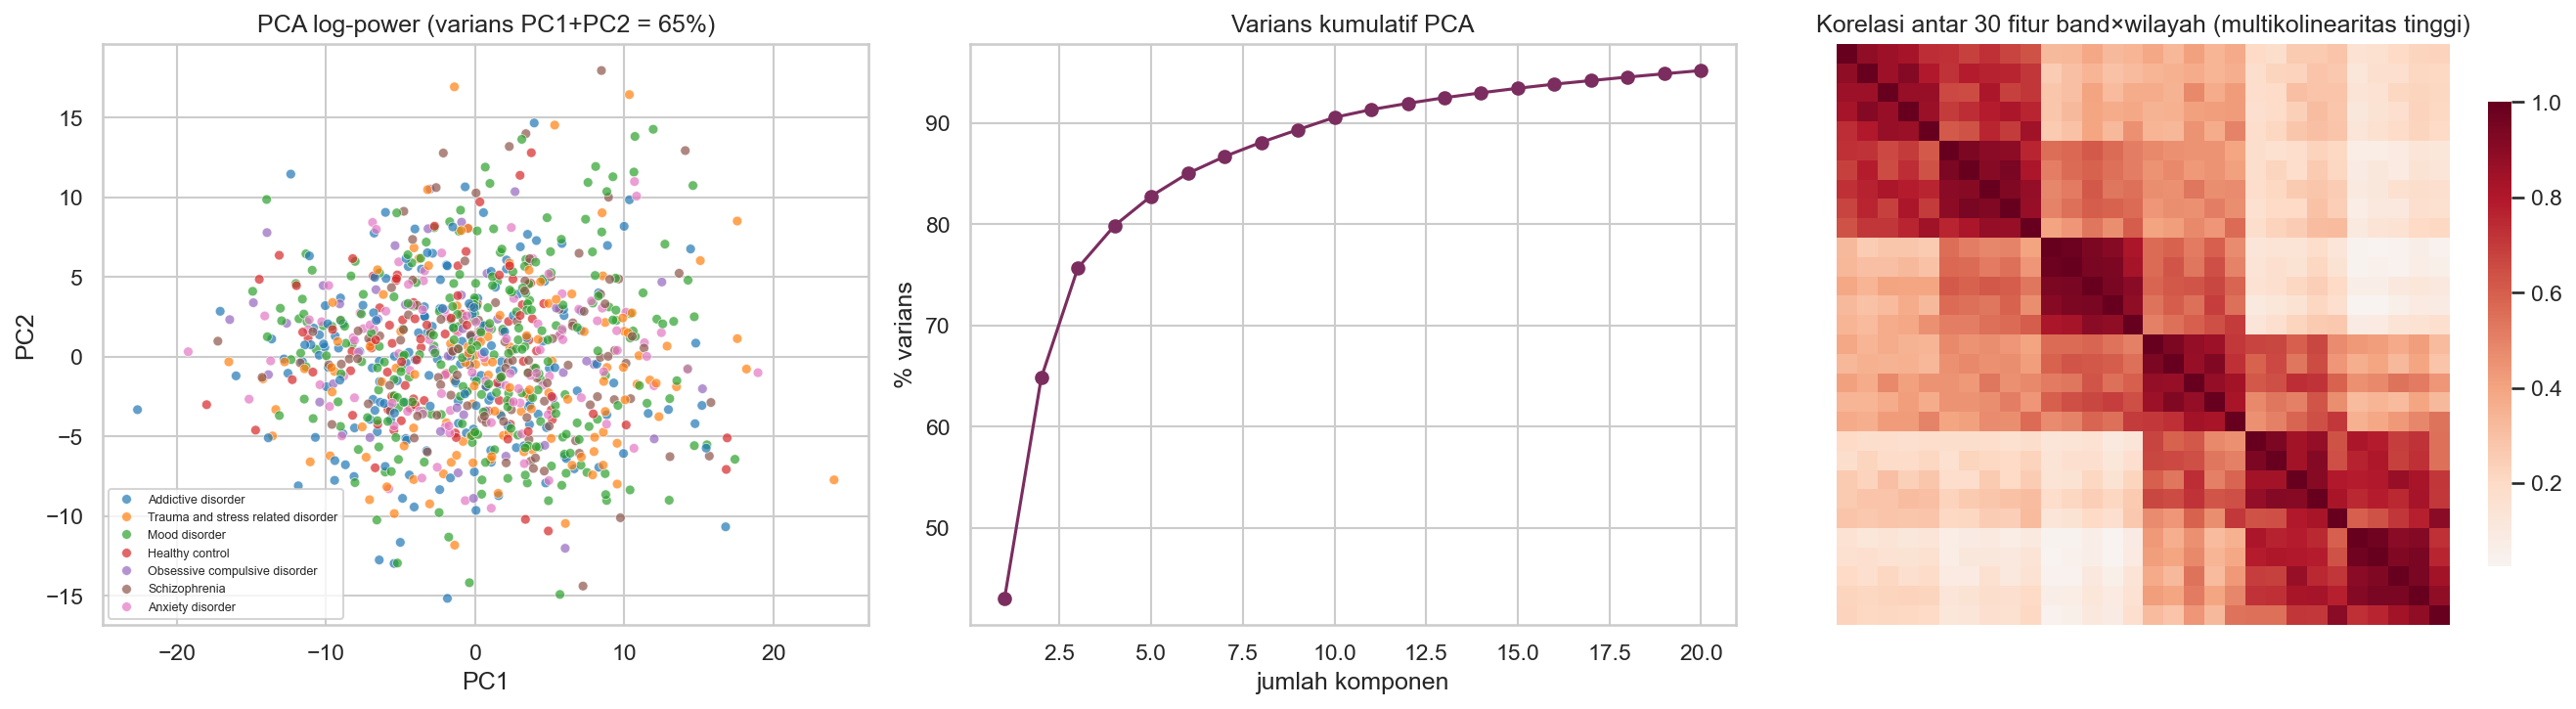 PCA log-power (varians PC1+PC2 = 65%)
PC2
15
10
5
0
−5
−10
−15
Addictive disorder
Trauma and stress related disorder
Mood disorder
Healthy control
Obsessive compulsive disorder
Schizophrenia
Anxiety disorder
−20 −10 0 10 20
PC1
Varians kumulatif PCA
% varians
90
80
70
60
50
2.5 5.0 7.5 10.0 12.5 15.0 17.5 20.0
jumlah komponen
Korelasi antar 30 fitur band×wilayah (multikolinearitas tinggi)
1.0
0.8
0.6
0.4
0.2